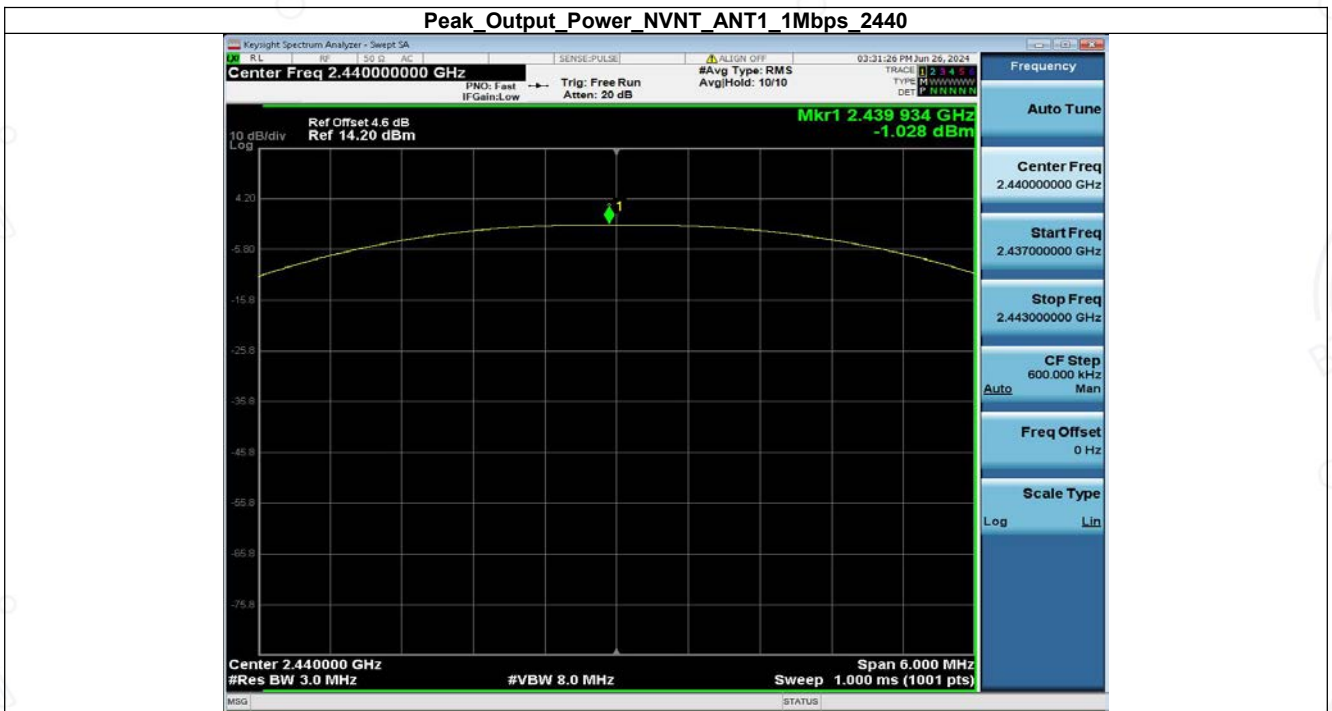 Peak_Output_Power_NVNT_ANT1_1Mbps_2440
Keysight Spectrum Analyzer - Swept SA
LXI RL RF 50 Ω AC SENSE:PULSE ALIGN OFF 03:31:26 PM Jun 26, 2024
Center Freq 2.440000000 GHz
PNO: Fast
IFGain:Low
Trig: Free Run
Atten: 20 dB
#Avg Type: RMS
Avg|Hold: 10/10
TRACE 1 2 3 4 5 6
TYPE M WWWWW
DET P N N N N N
Ref Offset 4.6 dB
10 dB/div Ref 14.20 dBm
Log
Mkr1 2.439 934 GHz
-1.028 dBm
1
4.20
-5.80
-15.8
-25.8
-35.8
-45.8
-55.8
-65.8
-75.8
Center 2.440000 GHz Span 6.000 MHz
#Res BW 3.0 MHz #VBW 8.0 MHz Sweep 1.000 ms (1001 pts)
MSG STATUS
Frequency
Auto Tune
Center Freq
2.440000000 GHz
Start Freq
2.437000000 GHz
Stop Freq
2.443000000 GHz
CF Step
600.000 kHz
Auto Man
Freq Offset
0 Hz
Scale Type
Log Lin